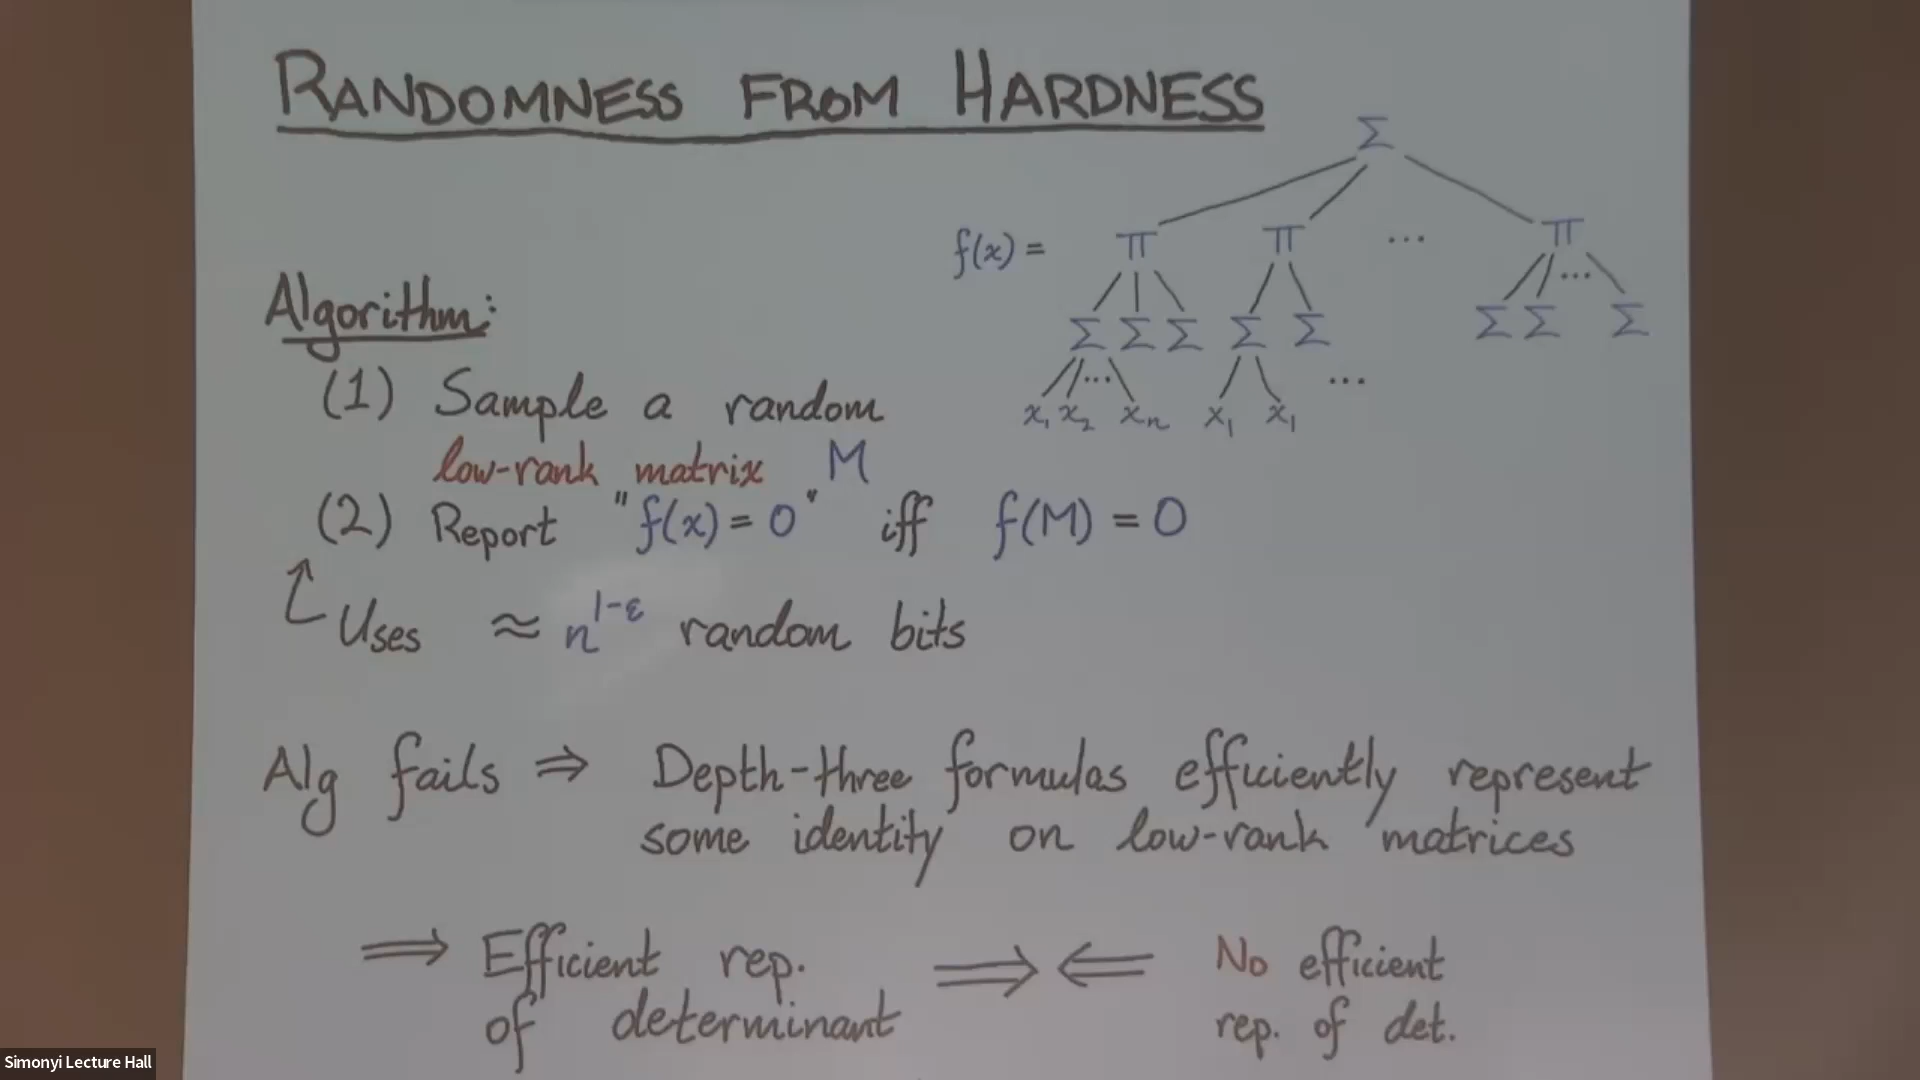 RANDOMNESS FROM HARDNESS
Σ
f(x) = Π Π ... Π
...
Σ Σ Σ Σ Σ Σ Σ Σ
... ...
x₁ x₂ xₙ x₁ x₁
Algorithm:
(1) Sample a random
low-rank matrix M
(2) Report "f(x) = 0" iff f(M) = 0
↑ Uses ≈ n^{1-ε} random bits
Alg fails ⇒ Depth-three formulas efficiently represent
some identity on low-rank matrices
⟹ Efficient rep.
of determinant
⟹ ⟸ No efficient
rep. of det.
Simonyi Lecture Hall